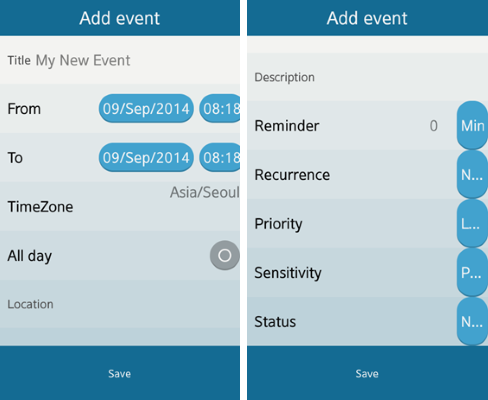 Add event
Title My New Event
From 09/Sep/2014 08:18
To 09/Sep/2014 08:18
Asia/Seoul
TimeZone
All day
Location
Save
Add event
Description
Reminder 0 Min
Recurrence N...
Priority L...
Sensitivity P...
Status N...
Save